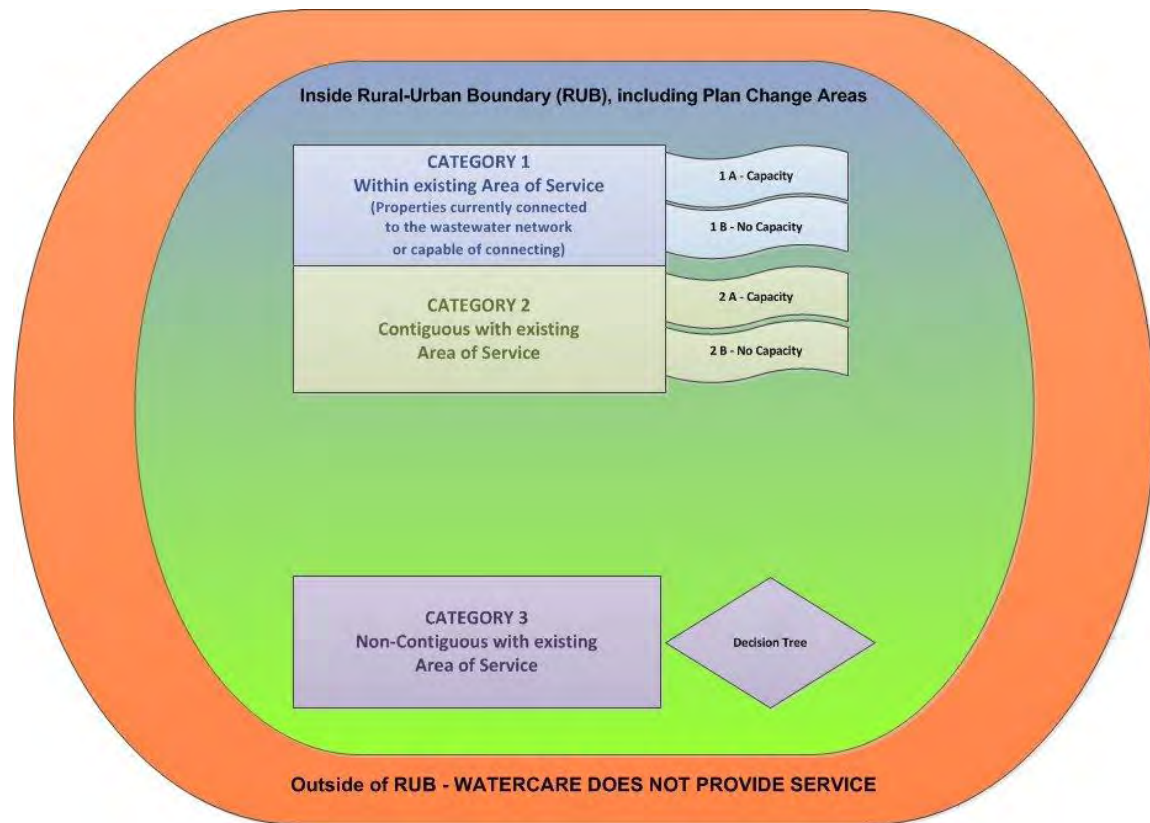 Inside Rural-Urban Boundary (RUB), including Plan Change Areas
CATEGORY 1
Within existing Area of Service
(Properties currently connected
to the wastewater network
or capable of connecting)
1 A - Capacity
1 B - No Capacity
CATEGORY 2
Contiguous with existing
Area of Service
2 A - Capacity
2 B - No Capacity
CATEGORY 3
Non-Contiguous with existing
Area of Service
Decision Tree
Outside of RUB - WATERCARE DOES NOT PROVIDE SERVICE